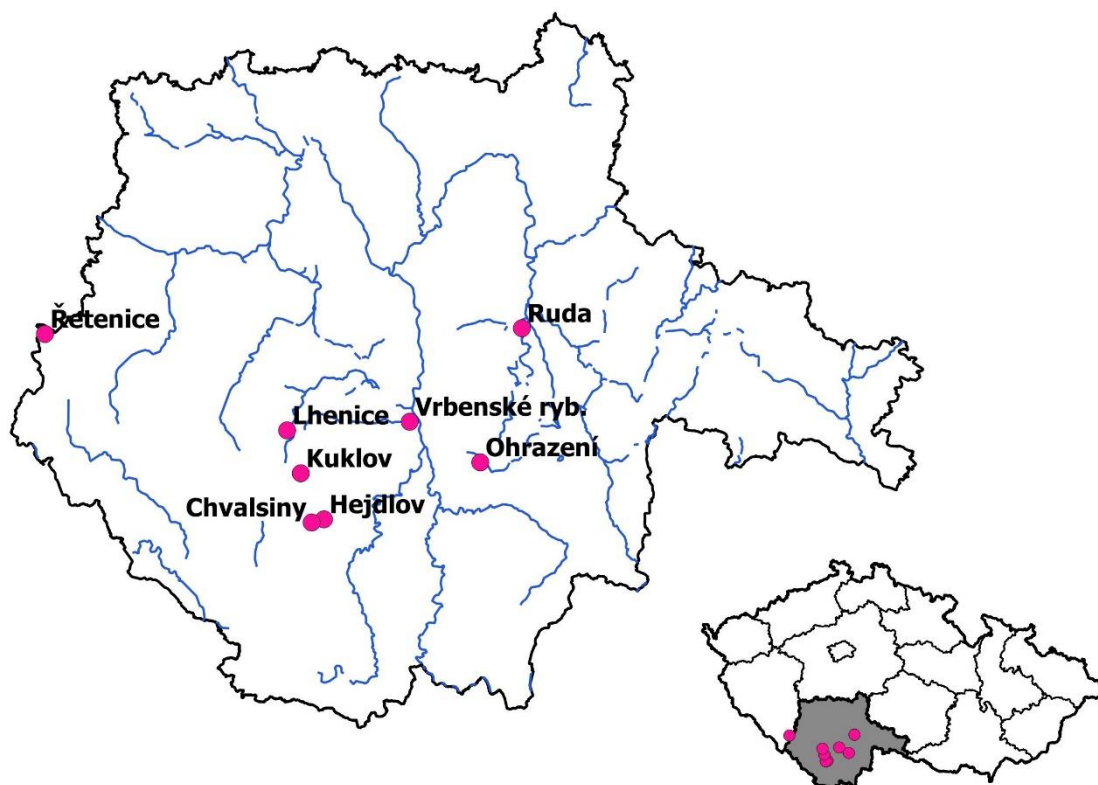 Řetenice
Ruda
Lhenice
Vrbenské ryb.
Kuklov
Ohrazení
Chvalsiny
Hejdlov